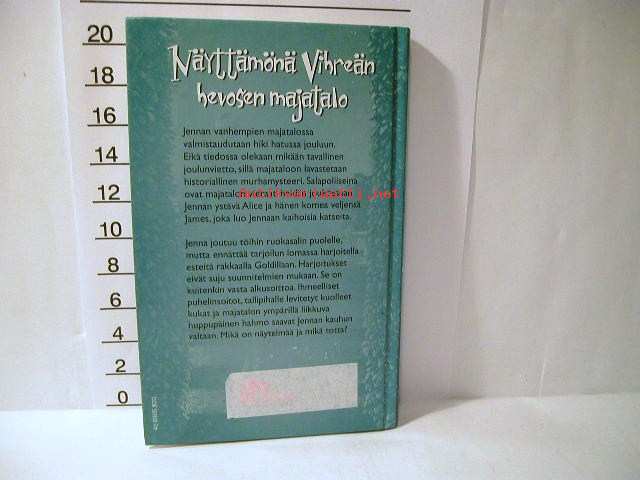 20
18
16
14
12
10
8
6
4
2
0
Näyttämönä Vihreän
hevosen majatalo
Jennan vanhempien majatalossa
valmistaudutaan hiki hatussa jouluun.
Eikä tiedossa olekaan mikään tavallinen
joulunvietto, sillä majataloon lavastetaan
historiallinen murhamysteeri. Salapoliiseina
ovat majatalon
Jennan ystävä Alice ja hänen komea veljensä
James, joka luo Jennaan kaihoisia katseita.
Jenna joutuu töihin ruokasalin puolelle,
mutta ennättää tarjoilun lomassa harjoitella
esteitä rakkaalla Goldillaan. Harjoitukset
eivät suju suunnitelmien mukaan. Se on
kuitenkin vasta alkusoittoa. Ihmeelliset
puhelinsoitot, tallipihalle levitetyt kuolleet
kukat ja majatalon ympärillä liikkuva
huppupäinen hahmo saavat Jennan kauhun
valtaan. Mikä on näytelmää ja mikä totta?